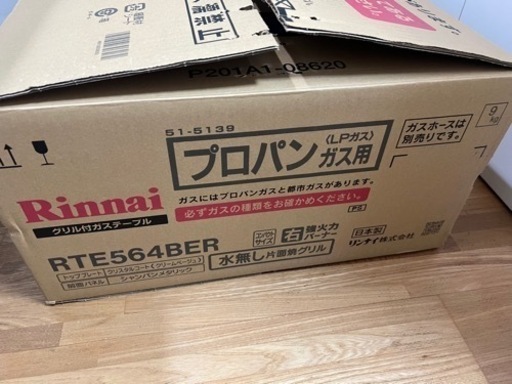 P201A1-08620
51-5139
プロパン〈LPガス〉ガス用
ガスホースは
別売りです。
9kg
Rinnai
グリル付ガステーブル
ガスにはプロパンガスと都市ガスがあります。
必ずガスの種類をお確かめください。
PS
RTE564BER
コンパクトサイズ
右強火力バーナー
日本製
リンナイ株式会社
水無し片面焼グリル
トッププレート クリスタルコート(クリームベージュ)
前面パネル シャンパンメタリック